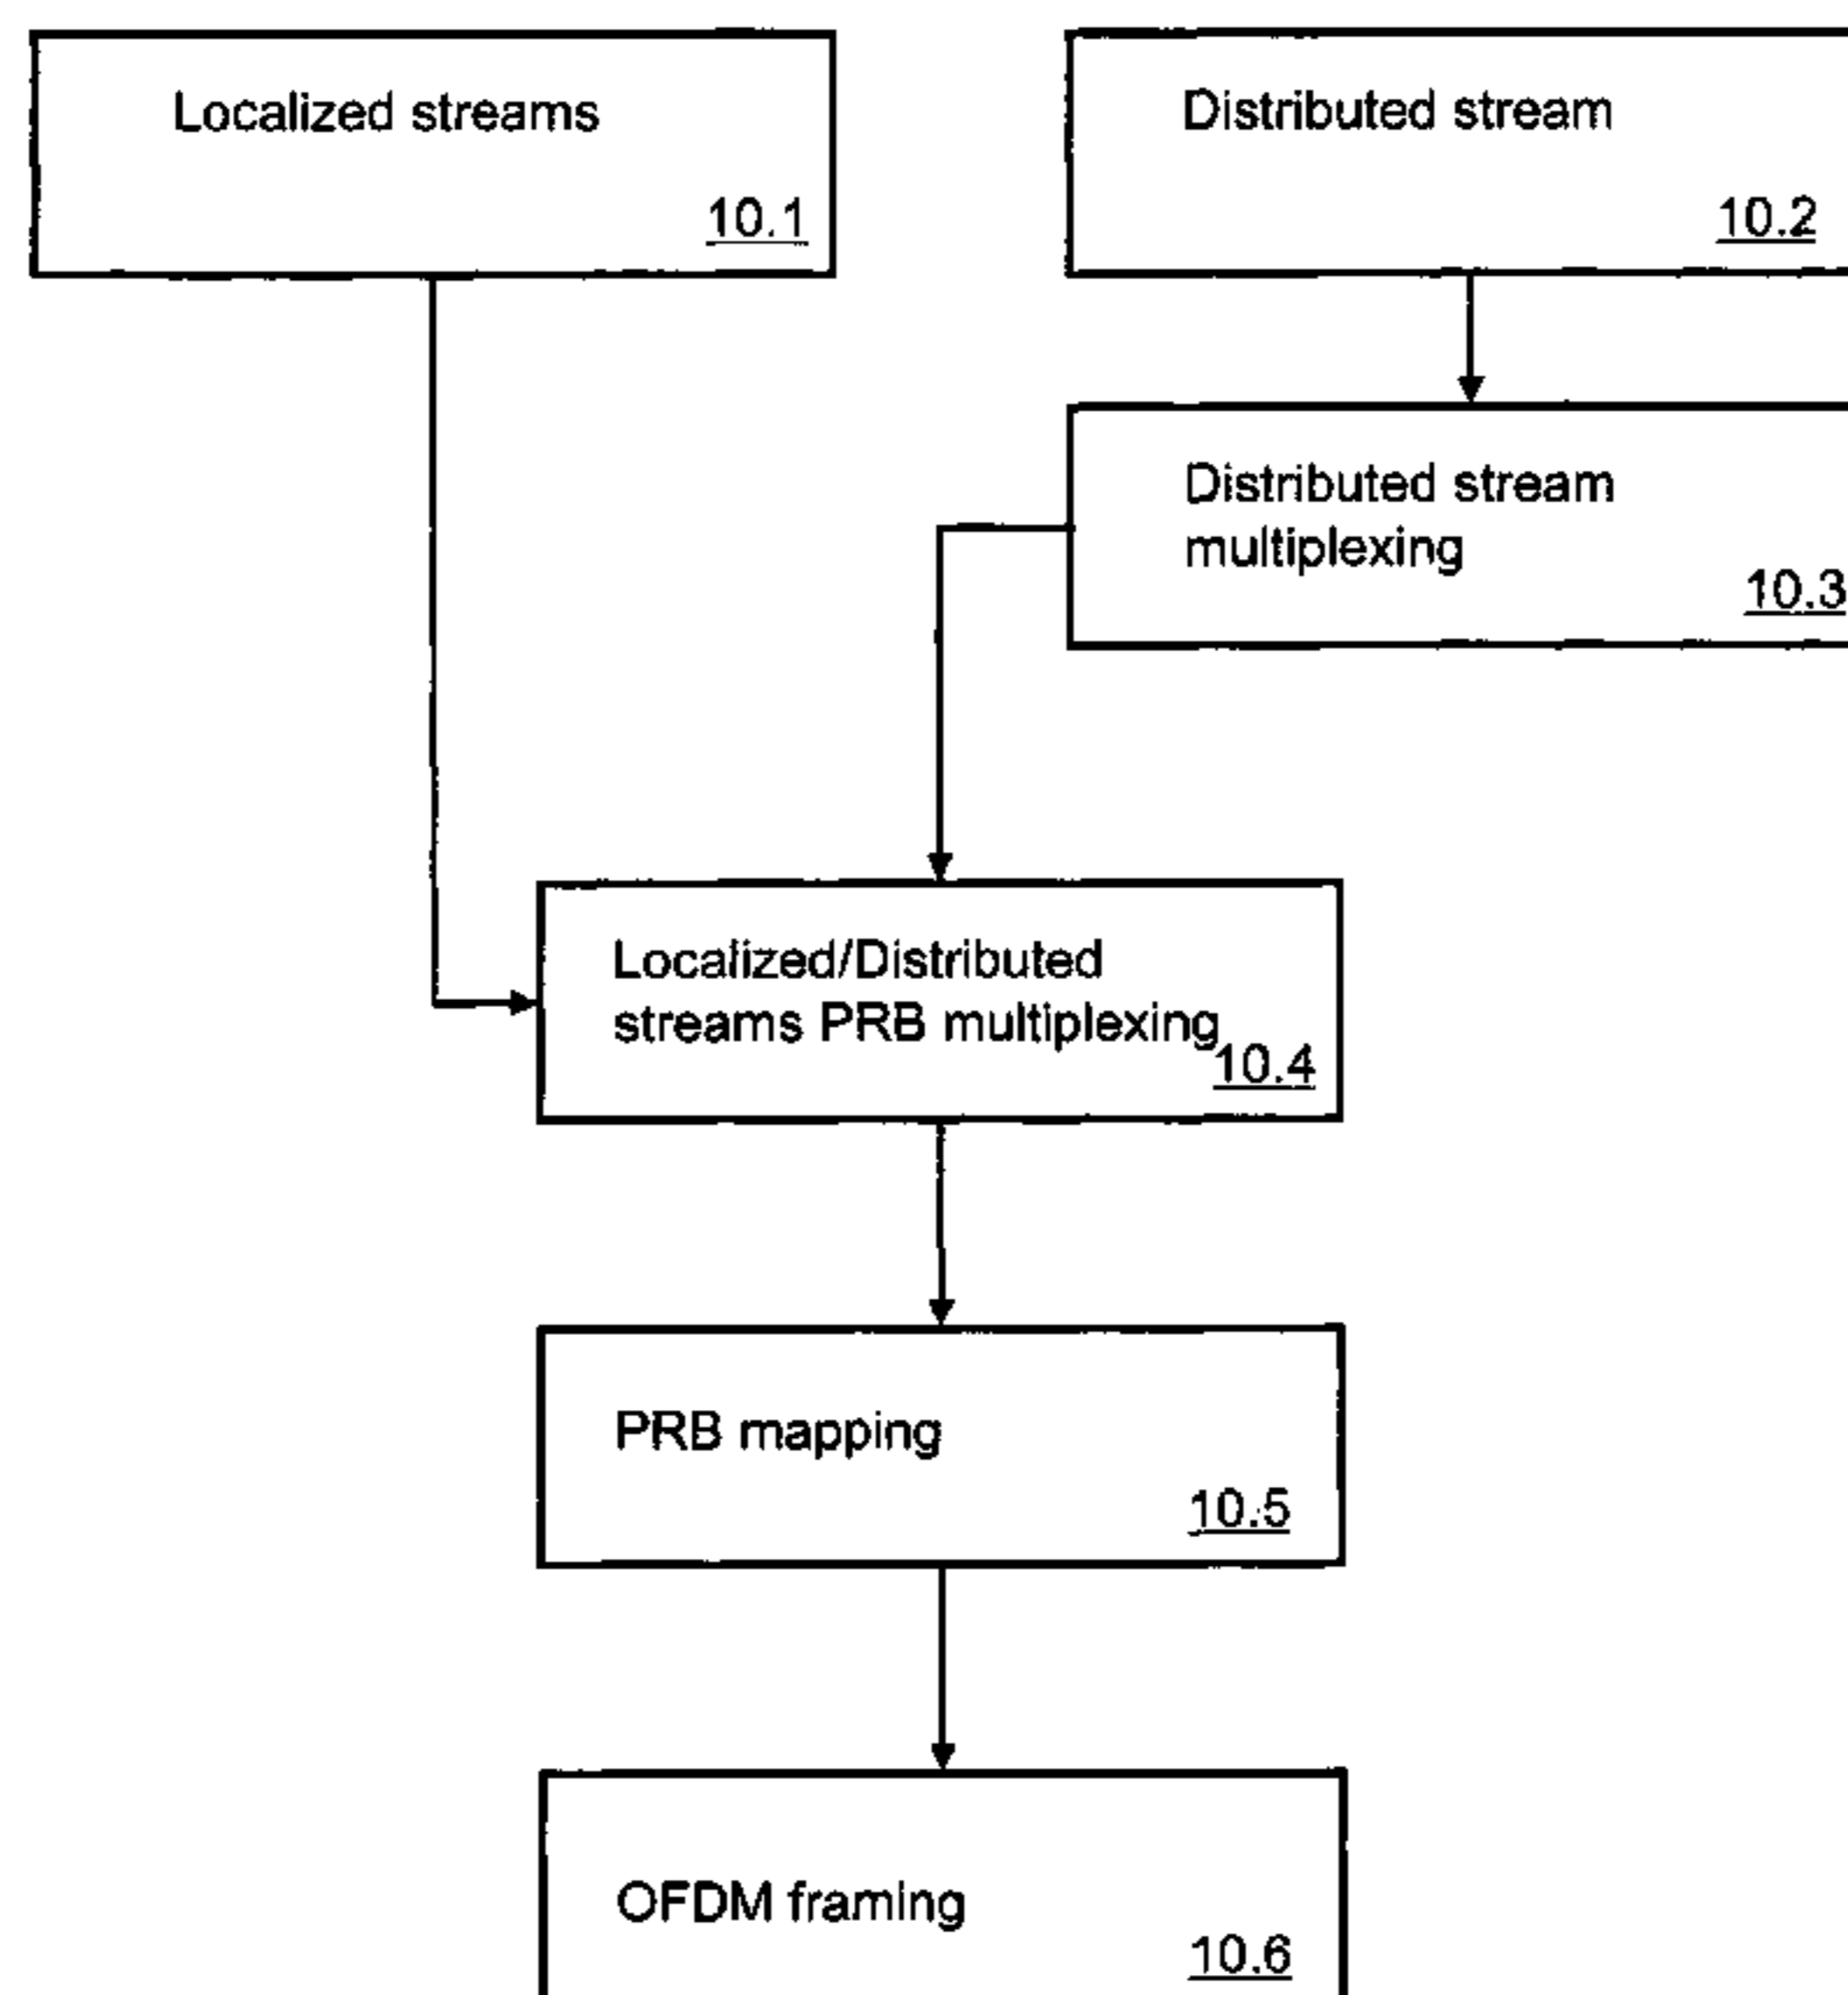 Localized streams
10.1
Distributed stream
10.2
Distributed stream
multiplexing
10.3
Localized/Distributed
streams PRB multiplexing
10.4
PRB mapping
10.5
OFDM framing
10.6